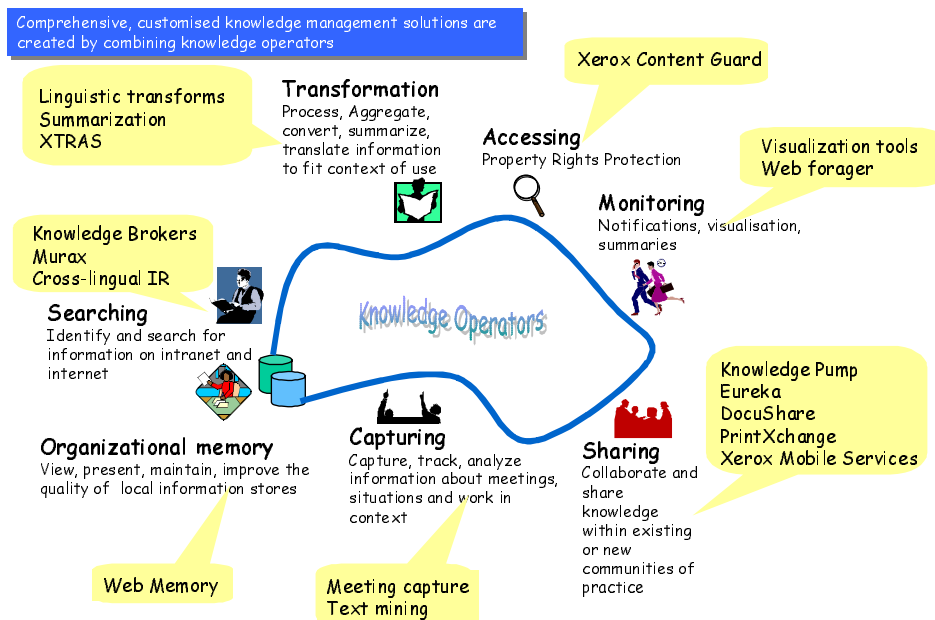 Comprehensive, customised knowledge management solutions are
created by combining knowledge operators
Linguistic transforms
Summarization
XTRAS
Transformation
Process, Aggregate,
convert, summarize,
translate information
to fit context of use
Xerox Content Guard
Accessing
Property Rights Protection
Visualization tools
Web forager
Monitoring
Notifications, visualisation,
summaries
Knowledge Brokers
Murax
Cross-lingual IR
Searching
Identify and search for
information on intranet and
internet
Knowledge Operators
Knowledge Pump
Eureka
DocuShare
PrintXchange
Xerox Mobile Services
Organizational memory
View, present, maintain, improve the
quality of local information stores
Capturing
Capture, track, analyze
information about meetings,
situations and work in
context
Sharing
Collaborate and
share
knowledge
within existing
or new
communities of
practice
Web Memory
Meeting capture
Text mining